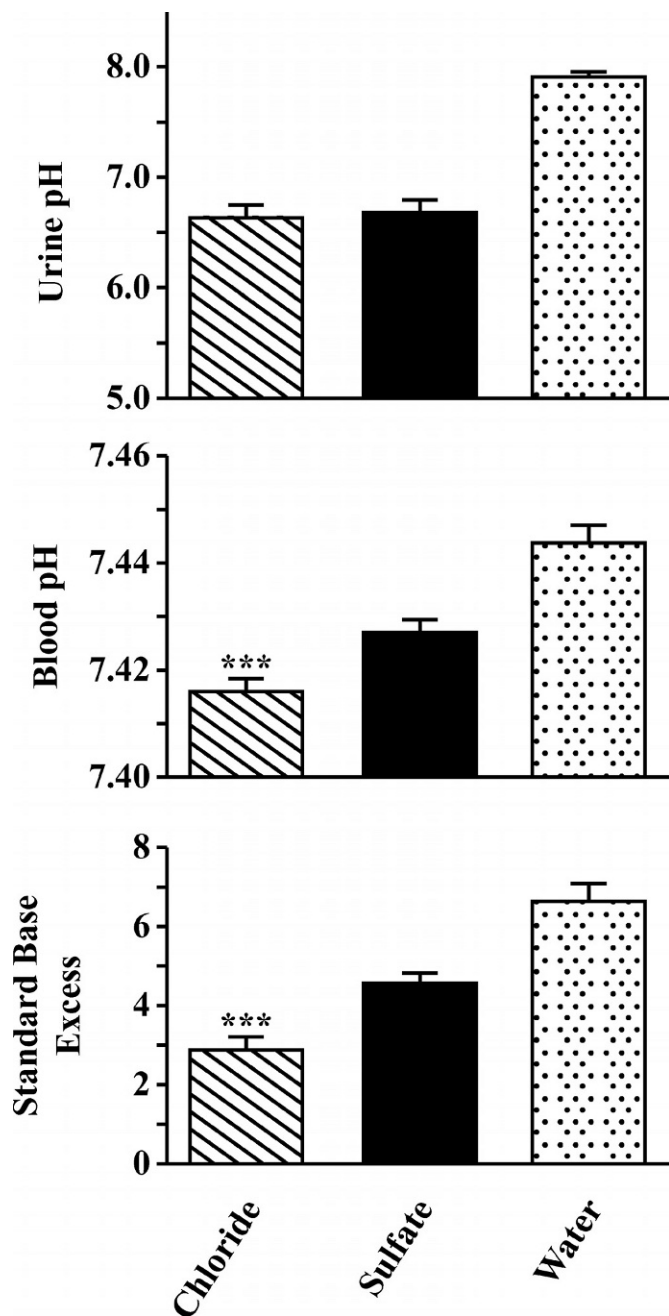 Urine pH
8.0
7.0
6.0
5.0
Blood pH
7.46
7.44
7.42
7.40
***
Standard Base
Excess
8
6
4
2
0
***
Chloride
Sulfate
Water